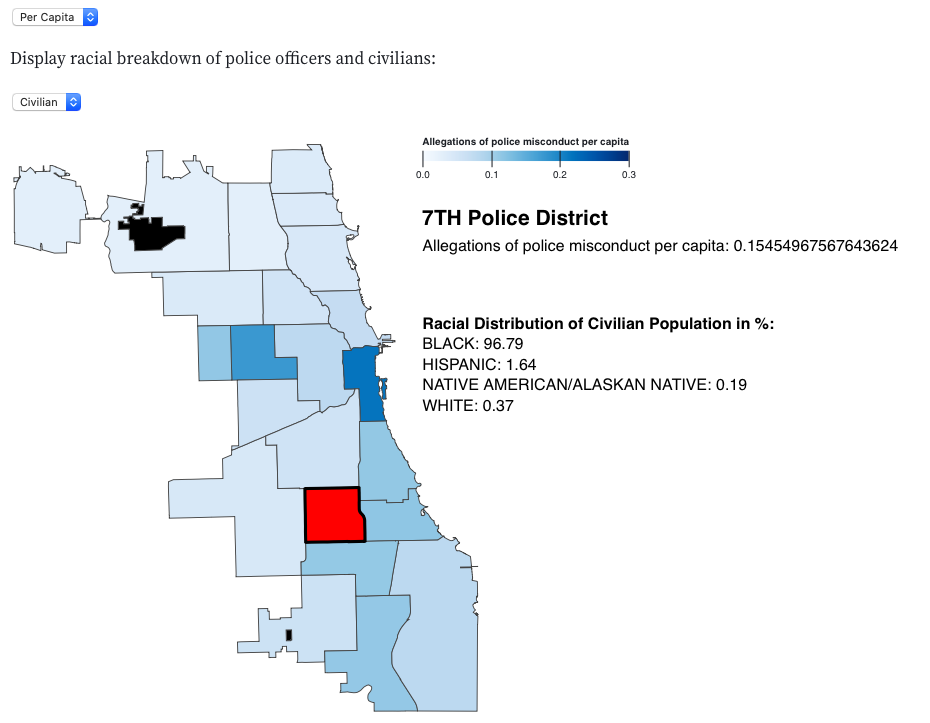 Per Capita
Display racial breakdown of police officers and civilians:
Civilian
Allegations of police misconduct per capita
0.0 0.1 0.2 0.3
7TH Police District
Allegations of police misconduct per capita: 0.15454967567643624
Racial Distribution of Civilian Population in %:
BLACK: 96.79
HISPANIC: 1.64
NATIVE AMERICAN/ALASKAN NATIVE: 0.19
WHITE: 0.37